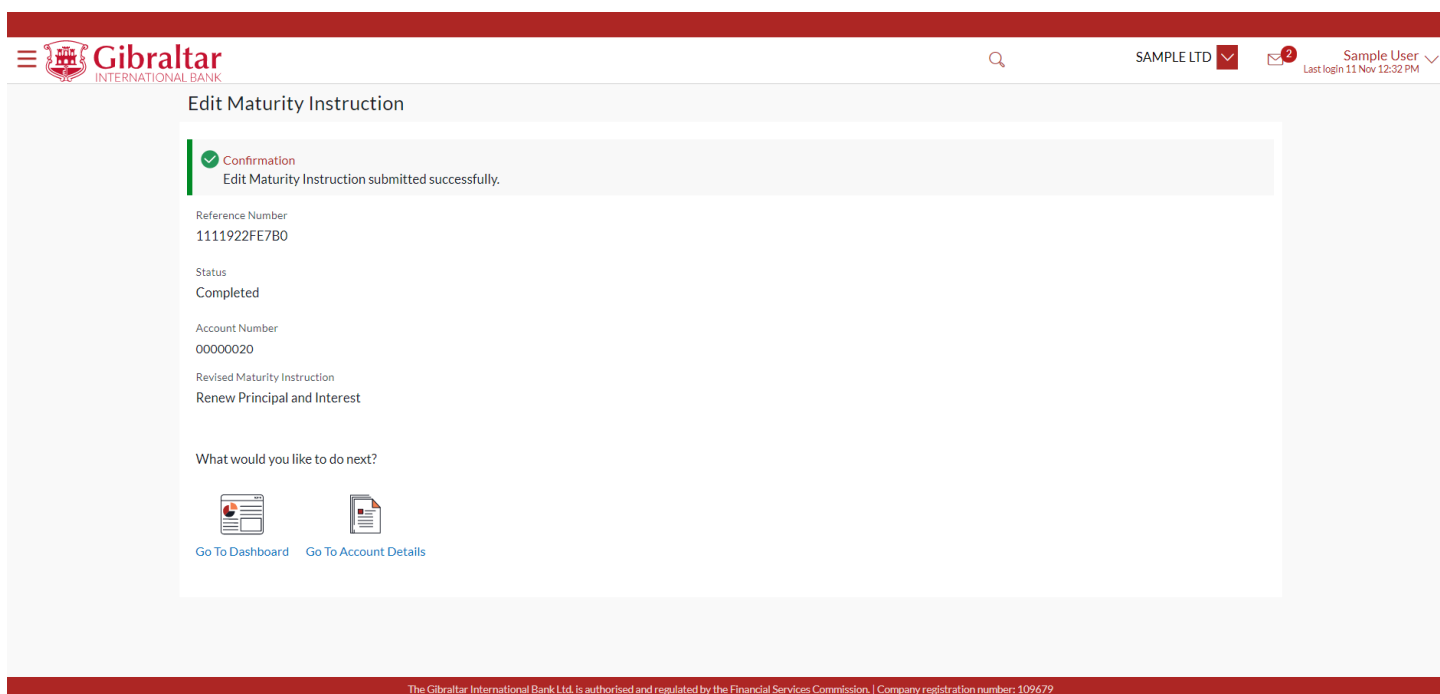 Gibraltar
INTERNATIONAL BANK
SAMPLE LTD
2
Sample User
Last login 11 Nov 12:32 PM
Edit Maturity Instruction
Confirmation
Edit Maturity Instruction submitted successfully.
Reference Number
1111922FE7B0
Status
Completed
Account Number
00000020
Revised Maturity Instruction
Renew Principal and Interest
What would you like to do next?
Go To Dashboard Go To Account Details
The Gibraltar International Bank Ltd. is authorised and regulated by the Financial Services Commission. | Company registration number: 109679